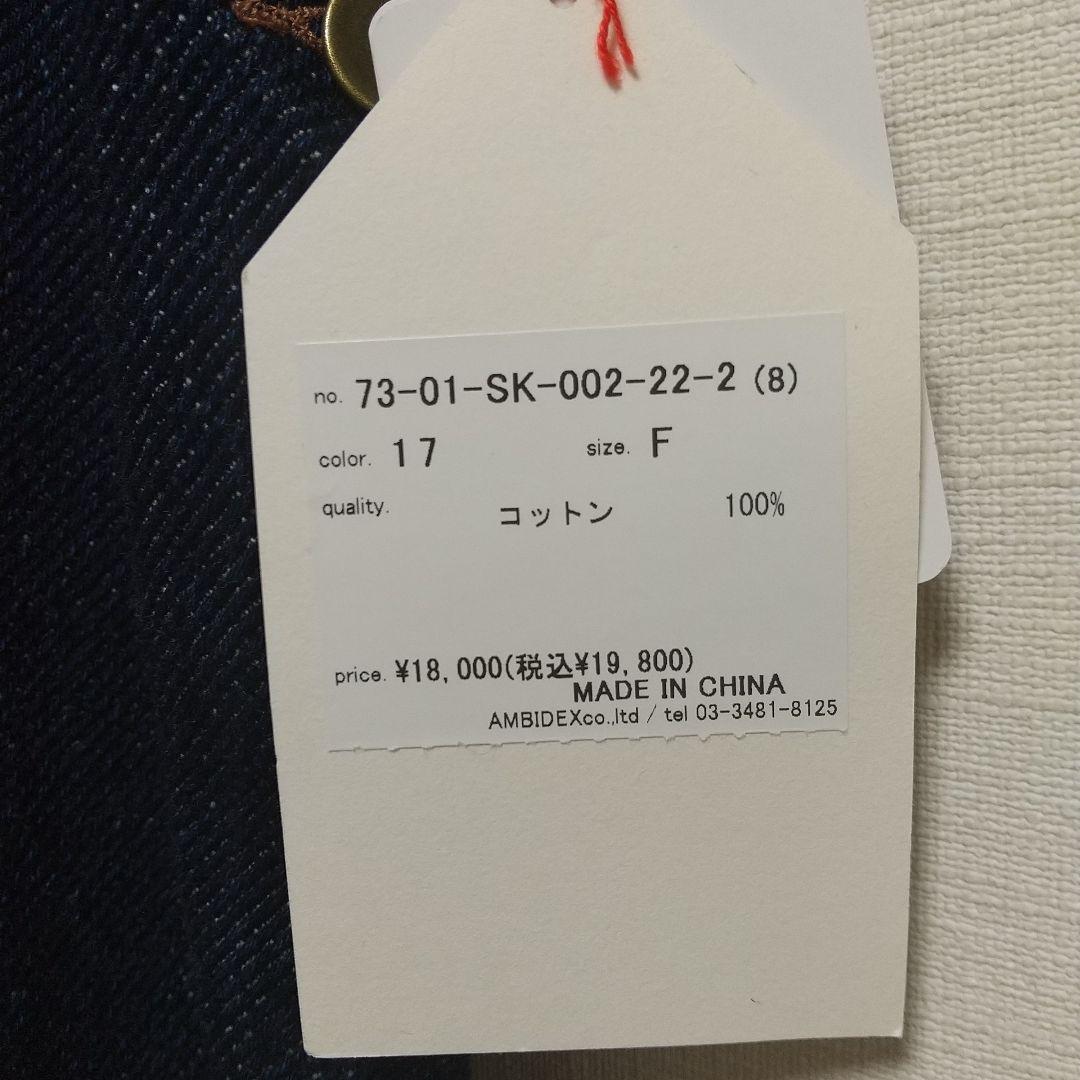 no. 73-01-SK-002-22-2 (8)
color. 17 size. F
quality. コットン 100%
price. ¥18,000(税込¥19,800)
MADE IN CHINA
AMBIDEXco.,ltd / tel 03-3481-8125